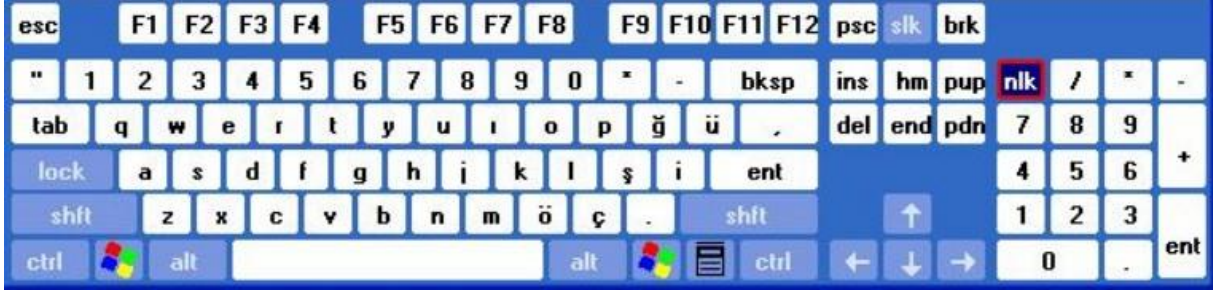 esc F1 F2 F3 F4 F5 F6 F7 F8 F9 F10 F11 F12 psc slk brk
" 1 2 3 4 5 6 7 8 9 0 * - bksp ins hm pup nlk / * -
tab q w e r t y u ı o p ğ ü , del end pdn 7 8 9 +
lock a s d f g h j k l ş i ent 4 5 6
shft z x c v b n m ö ç . shft ↑ 1 2 3 ent
ctrl alt alt ctrl ← ↓ → 0 .